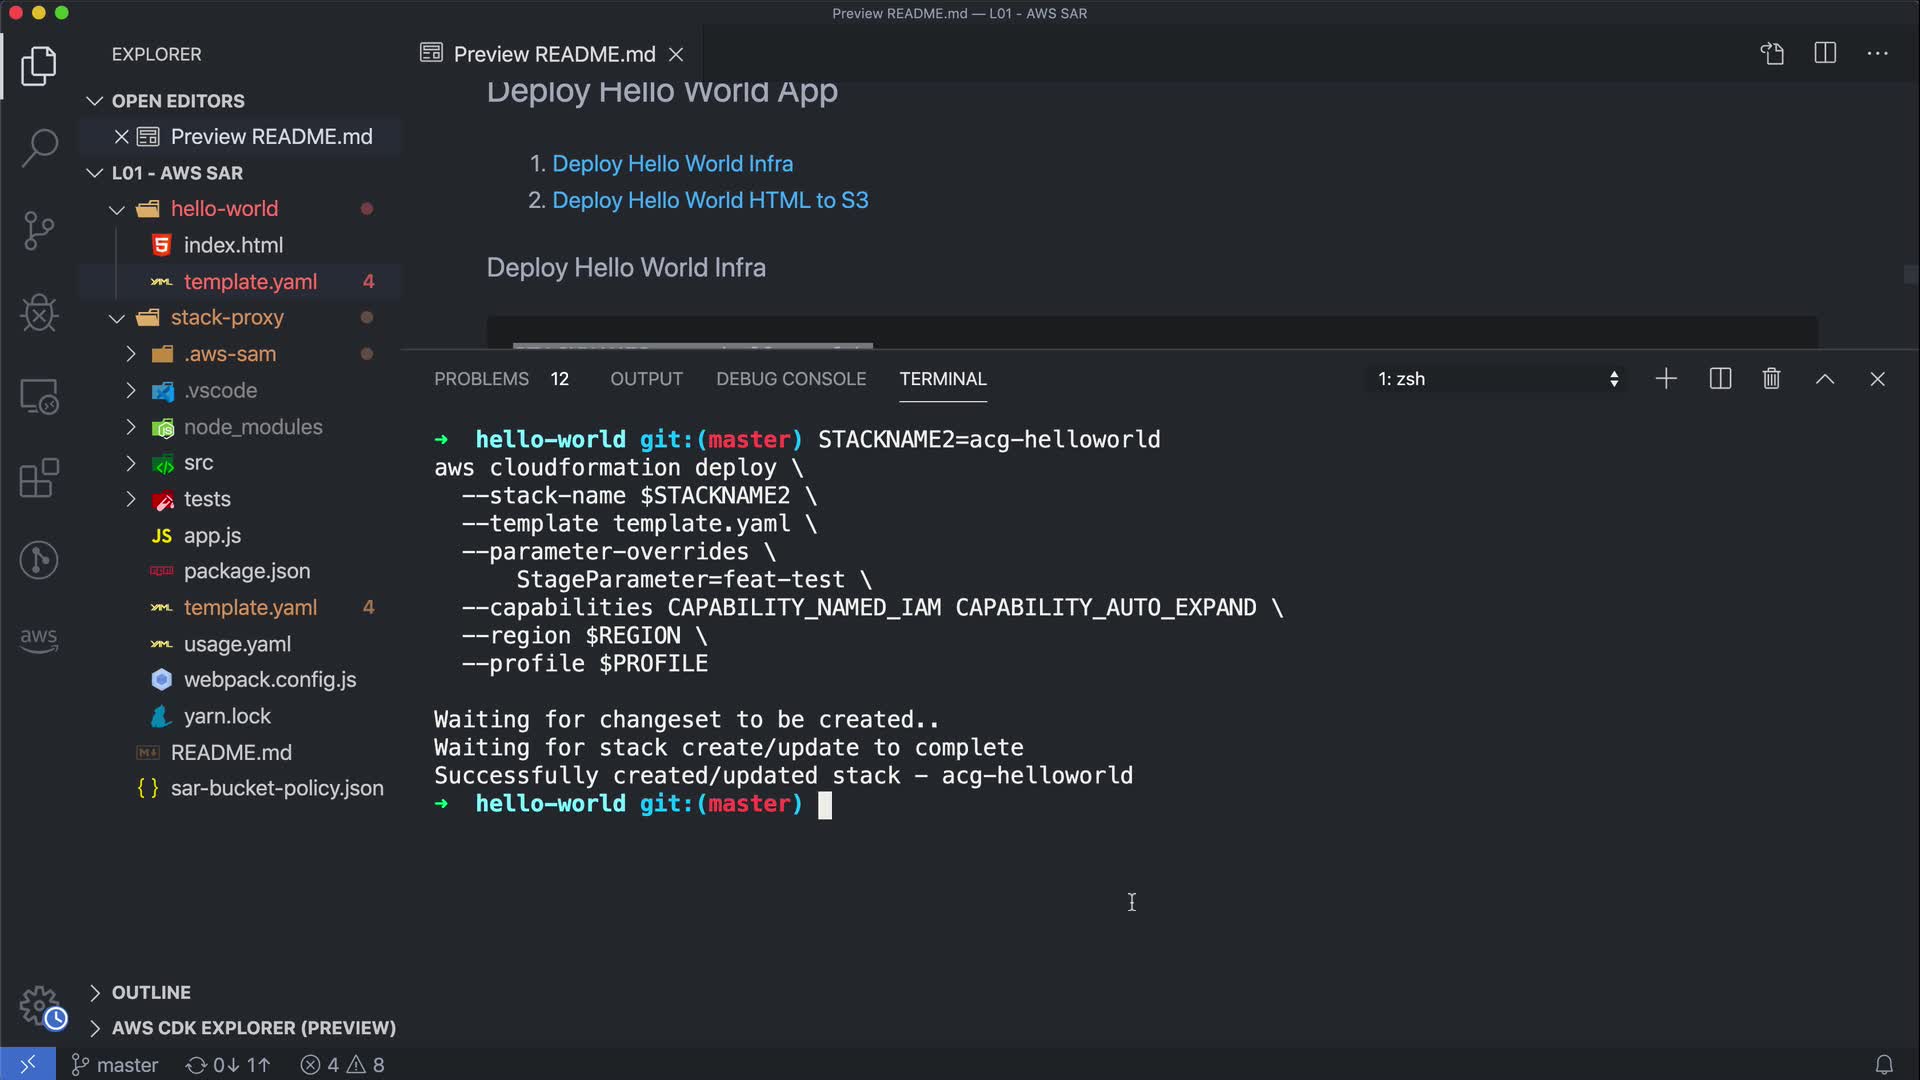 Preview README.md — L01 - AWS SAR
EXPLORER
OPEN EDITORS
Preview README.md
L01 - AWS SAR
hello-world
index.html
template.yaml 4
stack-proxy
.aws-sam
.vscode
node_modules
src
tests
JS app.js
package.json
template.yaml 4
usage.yaml
webpack.config.js
yarn.lock
README.md
{ } sar-bucket-policy.json
OUTLINE
AWS CDK EXPLORER (PREVIEW)
aws
Preview README.md
Deploy Hello World App
1. Deploy Hello World Infra
2. Deploy Hello World HTML to S3
Deploy Hello World Infra
PROBLEMS 12 OUTPUT DEBUG CONSOLE TERMINAL 1: zsh
➜ hello-world git:(master) STACKNAME2=acg-helloworld
aws cloudformation deploy \
--stack-name $STACKNAME2 \
--template template.yaml \
--parameter-overrides \
StageParameter=feat-test \
--capabilities CAPABILITY_NAMED_IAM CAPABILITY_AUTO_EXPAND \
--region $REGION \
--profile $PROFILE
Waiting for changeset to be created..
Waiting for stack create/update to complete
Successfully created/updated stack - acg-helloworld
➜ hello-world git:(master)
master 0↓ 1↑ 4 8